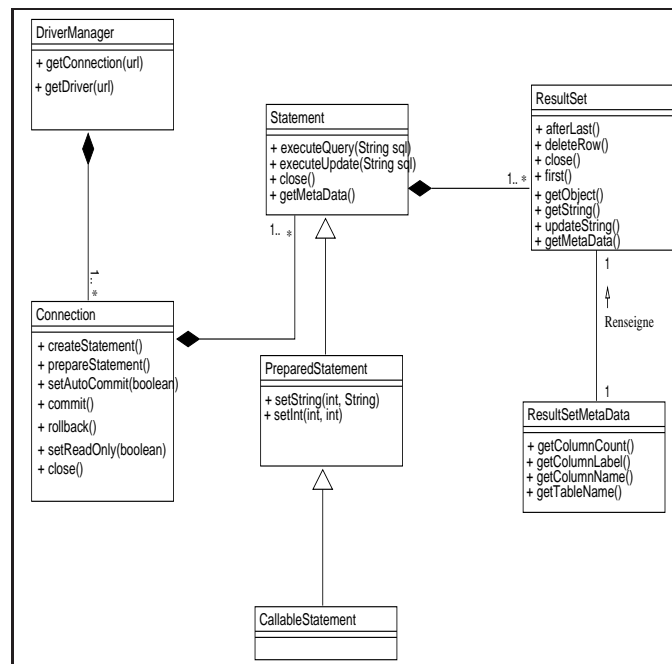 DriverManager
+ getConnection(url)
+ getDriver(url)
Statement
+ executeQuery(String sql)
+ executeUpdate(String sql)
+ close()
+ getMetaData()
ResultSet
+ afterLast()
+ deleteRow()
+ close()
+ first()
+ getObject()
+ getString()
+ updateString()
+ getMetaData()
1.. *
1.. *
1.. *
1
Renseigne
1
Connection
+ createStatement()
+ prepareStatement()
+ setAutoCommit(boolean)
+ commit()
+ rollback()
+ setReadOnly(boolean)
+ close()
PreparedStatement
+ setString(int, String)
+ setInt(int, int)
ResultSetMetaData
+ getColumnCount()
+ getColumnLabel()
+ getColumnName()
+ getTableName()
CallableStatement